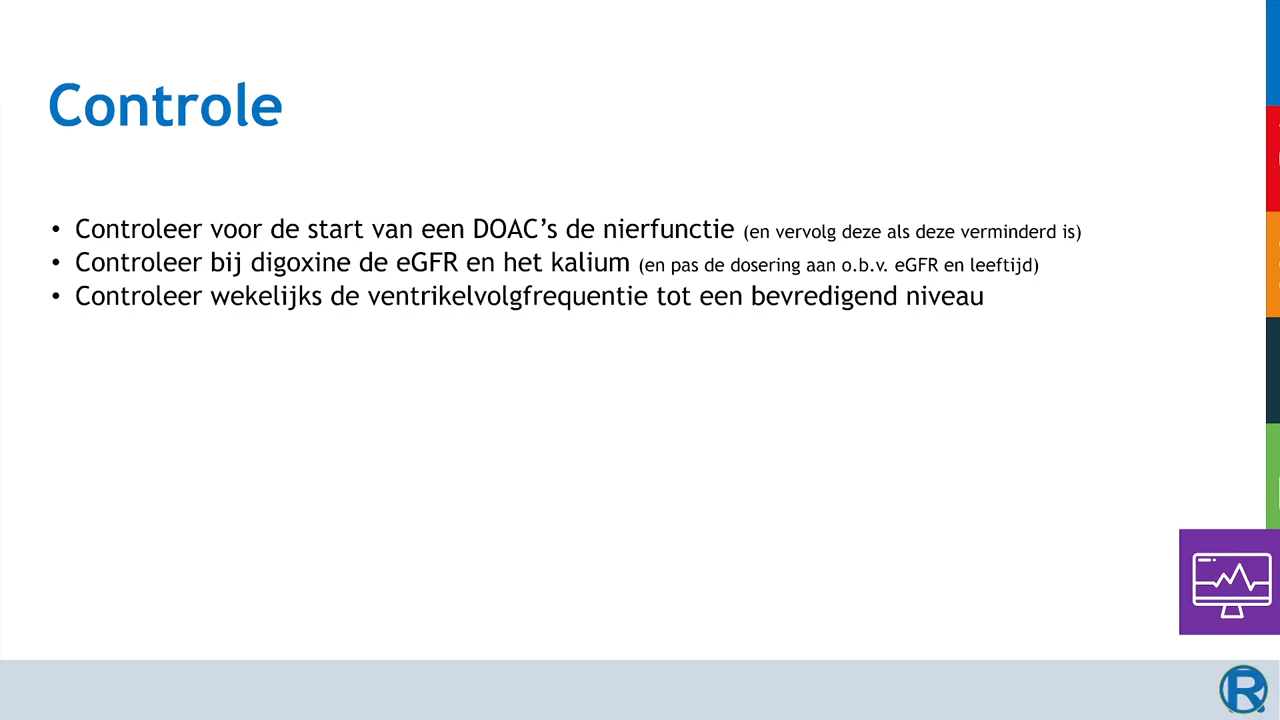 Controle
• Controleer voor de start van een DOAC’s de nierfunctie (en vervolg deze als deze verminderd is)
• Controleer bij digoxine de eGFR en het kalium (en pas de dosering aan o.b.v. eGFR en leeftijd)
• Controleer wekelijks de ventrikelvolgfrequentie tot een bevredigend niveau
R